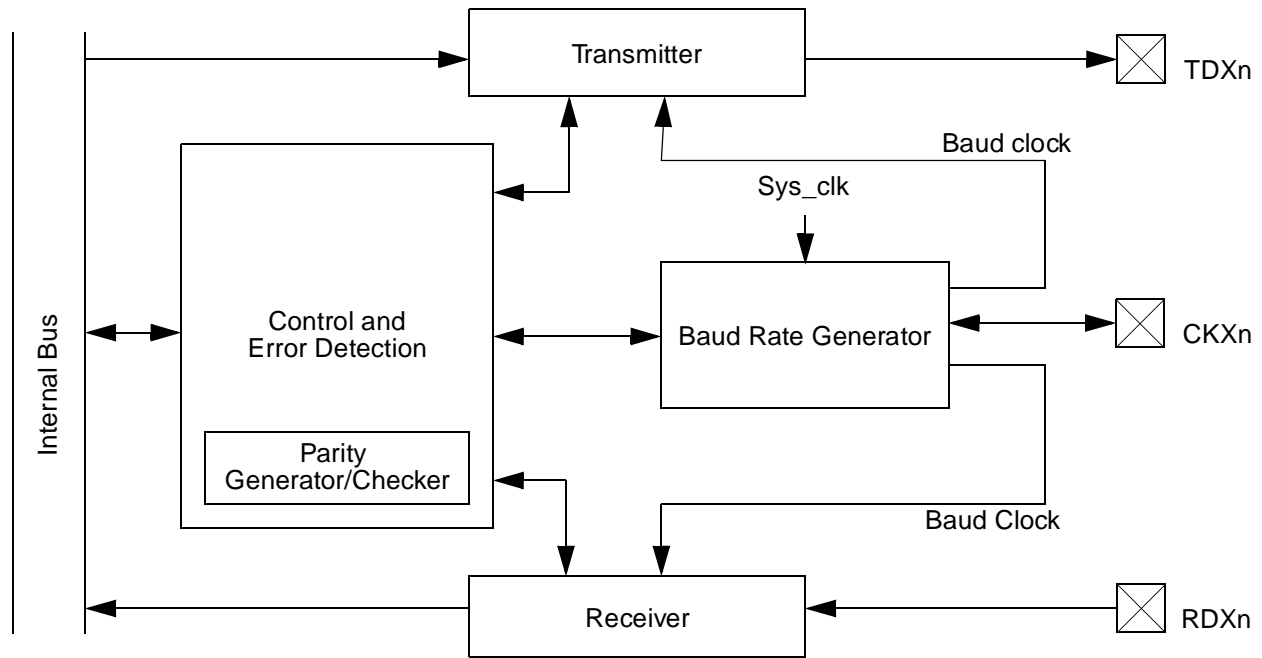 Transmitter
TDXn
Baud clock
Sys_clk
Internal Bus
Control and
Error Detection
Baud Rate Generator
CKXn
Parity
Generator/Checker
Baud Clock
Receiver
RDXn